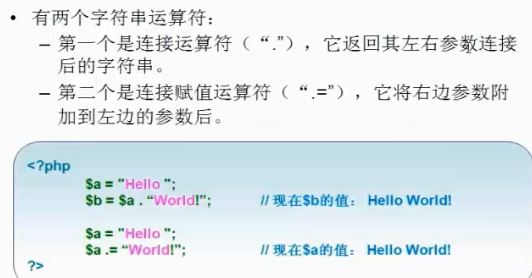 • 有两个字符串运算符：
– 第一个是连接运算符（“.”），它返回其左右参数连接
后的字符串。
– 第二个是连接赋值运算符（“.=”），它将右边参数附
加到左边的参数后。
<?php
$a = "Hello ";
$b = $a . “World!”; // 现在$b的值： Hello World!
$a = "Hello ";
$a .= “World!”; // 现在$a的值： Hello World!
?>